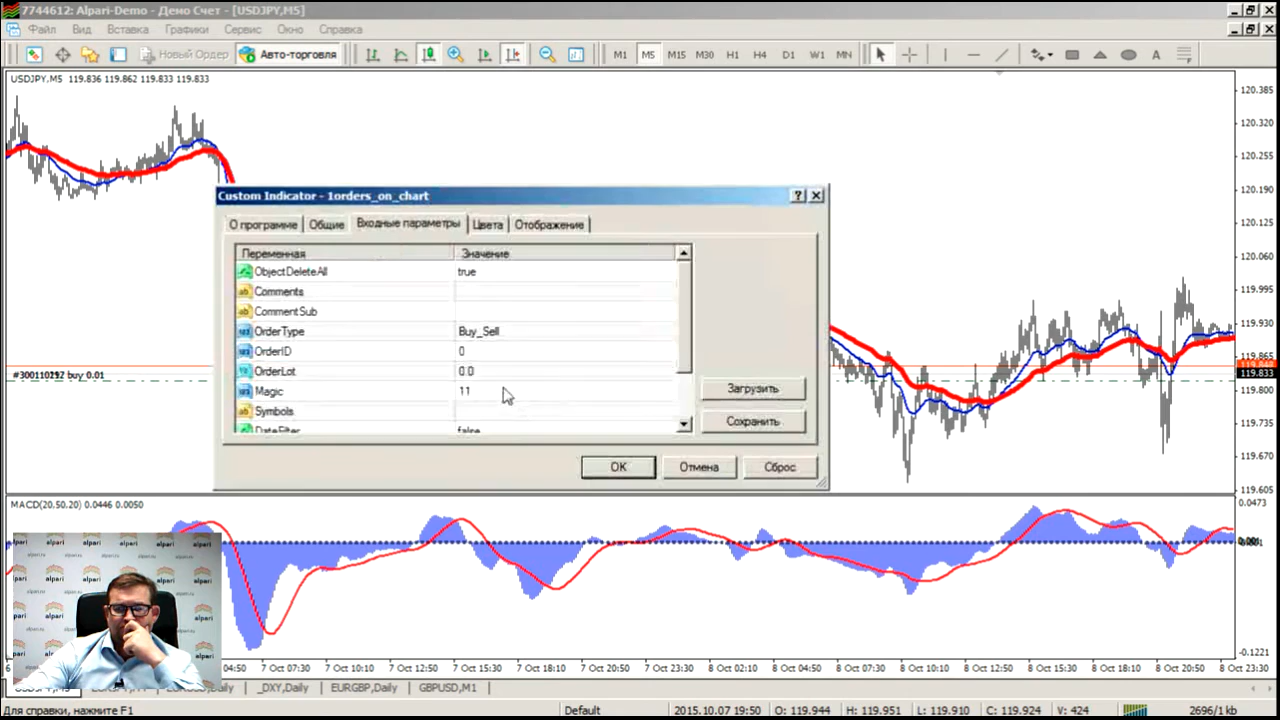 7744612: Alpari-Demo - Демо Счет - [USDJPY,M5]
Файл Вид Вставка Графики Сервис Окно Справка
Новый Ордер Авто-торговля M1 M5 M15 M30 H1 H4 D1 W1 MN A
USDJPY,M5 119.836 119.862 119.833 119.833
120.385
120.320
120.255
120.190
120.125
120.060
119.995
119.930
119.865
119.848
119.833
119.800
119.735
119.670
119.605
buy 0.01
Custom Indicator - 1orders_on_chart
О программе Общие Входные параметры Цвета Отображение
Переменная Значение
ObjectDeleteAll true
Comments
CommentSub
OrderType Buy_Sell
OrderID 0
OrderLot 0.0
Magic 11
Symbols
DateFilter false
Загрузить
Сохранить
OK Отмена Сброс
MACD(20,50,20) 0.0446 0.0050
0.0473
-0.1221
alpari alpari alpari alpari
04:50 7 Oct 07:30 7 Oct 10:10 7 Oct 12:50 7 Oct 15:30 7 Oct 18:10 7 Oct 20:50 7 Oct 23:30 8 Oct 02:10 8 Oct 04:50 8 Oct 07:30 8 Oct 10:10 8 Oct 12:50 8 Oct 15:30 8 Oct 18:10 8 Oct 20:50 8 Oct 23:30
_DXY,Daily EURGBP,Daily GBPUSD,M1
Для справки, нажмите F1 Default 2015.10.07 19:50 O: 119.944 H: 119.951 L: 119.910 C: 119.924 V: 424 2696/1 kb